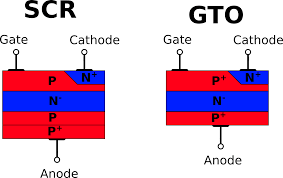 SCR
GTO
Gate Cathode
Gate Cathode
P N+
P+ N+
N-
N-
P
P+
P+
Anode
Anode